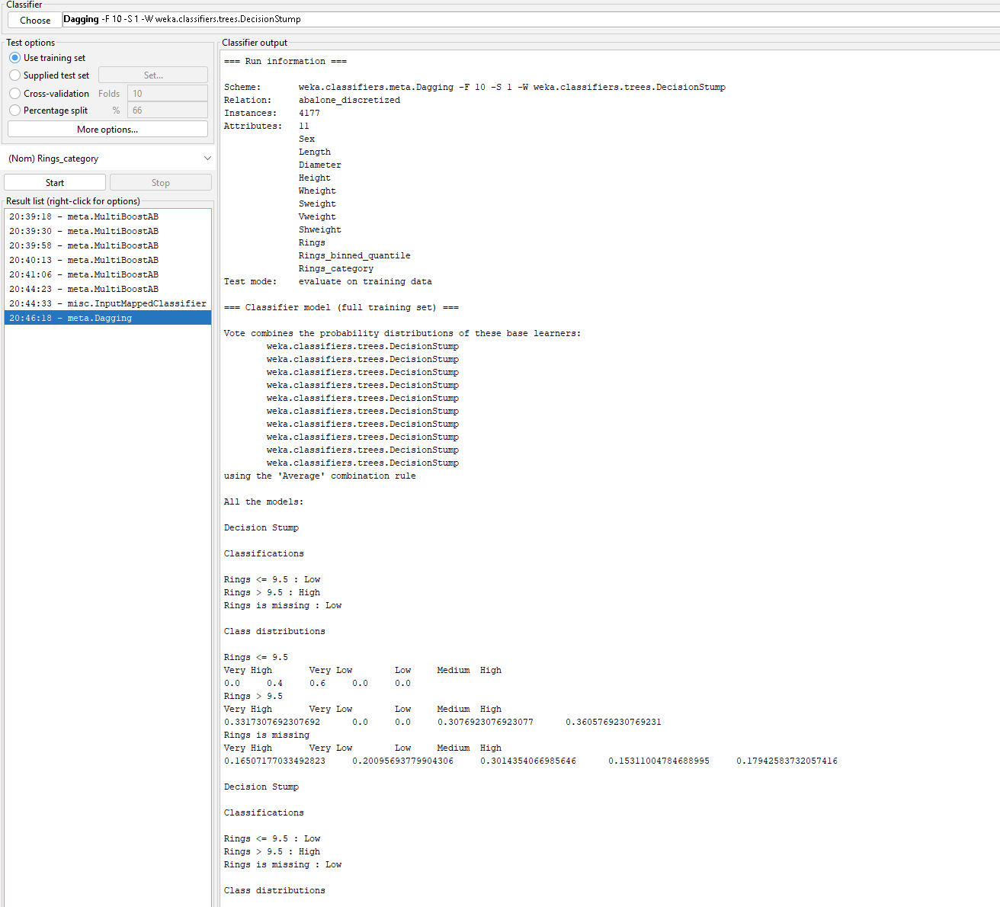 Classifier
Choose Dagging -F 10 -S 1 -W weka.classifiers.trees.DecisionStump
Test options
Use training set
Supplied test set Set...
Cross-validation Folds 10
Percentage split % 66
More options...
(Nom) Rings_category
Start Stop
Result list (right-click for options)
20:39:18 - meta.MultiBoostAB
20:39:30 - meta.MultiBoostAB
20:39:58 - meta.MultiBoostAB
20:40:13 - meta.MultiBoostAB
20:41:06 - meta.MultiBoostAB
20:44:23 - meta.MultiBoostAB
20:44:33 - misc.InputMappedClassifier
20:46:18 - meta.Dagging
Classifier output
=== Run information ===
Scheme: weka.classifiers.meta.Dagging -F 10 -S 1 -W weka.classifiers.trees.DecisionStump
Relation: abalone_discretized
Instances: 4177
Attributes: 11
Sex
Length
Diameter
Height
Wheight
Sweight
Vweight
Shweight
Rings
Rings_binned_quantile
Rings_category
Test mode: evaluate on training data
=== Classifier model (full training set) ===
Vote combines the probability distributions of these base learners:
weka.classifiers.trees.DecisionStump
weka.classifiers.trees.DecisionStump
weka.classifiers.trees.DecisionStump
weka.classifiers.trees.DecisionStump
weka.classifiers.trees.DecisionStump
weka.classifiers.trees.DecisionStump
weka.classifiers.trees.DecisionStump
weka.classifiers.trees.DecisionStump
weka.classifiers.trees.DecisionStump
weka.classifiers.trees.DecisionStump
using the 'Average' combination rule
All the models:
Decision Stump
Classifications
Rings <= 9.5 : Low
Rings > 9.5 : High
Rings is missing : Low
Class distributions
Rings <= 9.5
Very High Very Low Low Medium High
0.0 0.4 0.6 0.0 0.0
Rings > 9.5
Very High Very Low Low Medium High
0.3317307692307692 0.0 0.0 0.3076923076923077 0.3605769230769231
Rings is missing
Very High Very Low Low Medium High
0.16507177033492823 0.20095693779904306 0.3014354066985646 0.15311004784688995 0.17942583732057416
Decision Stump
Classifications
Rings <= 9.5 : Low
Rings > 9.5 : High
Rings is missing : Low
Class distributions